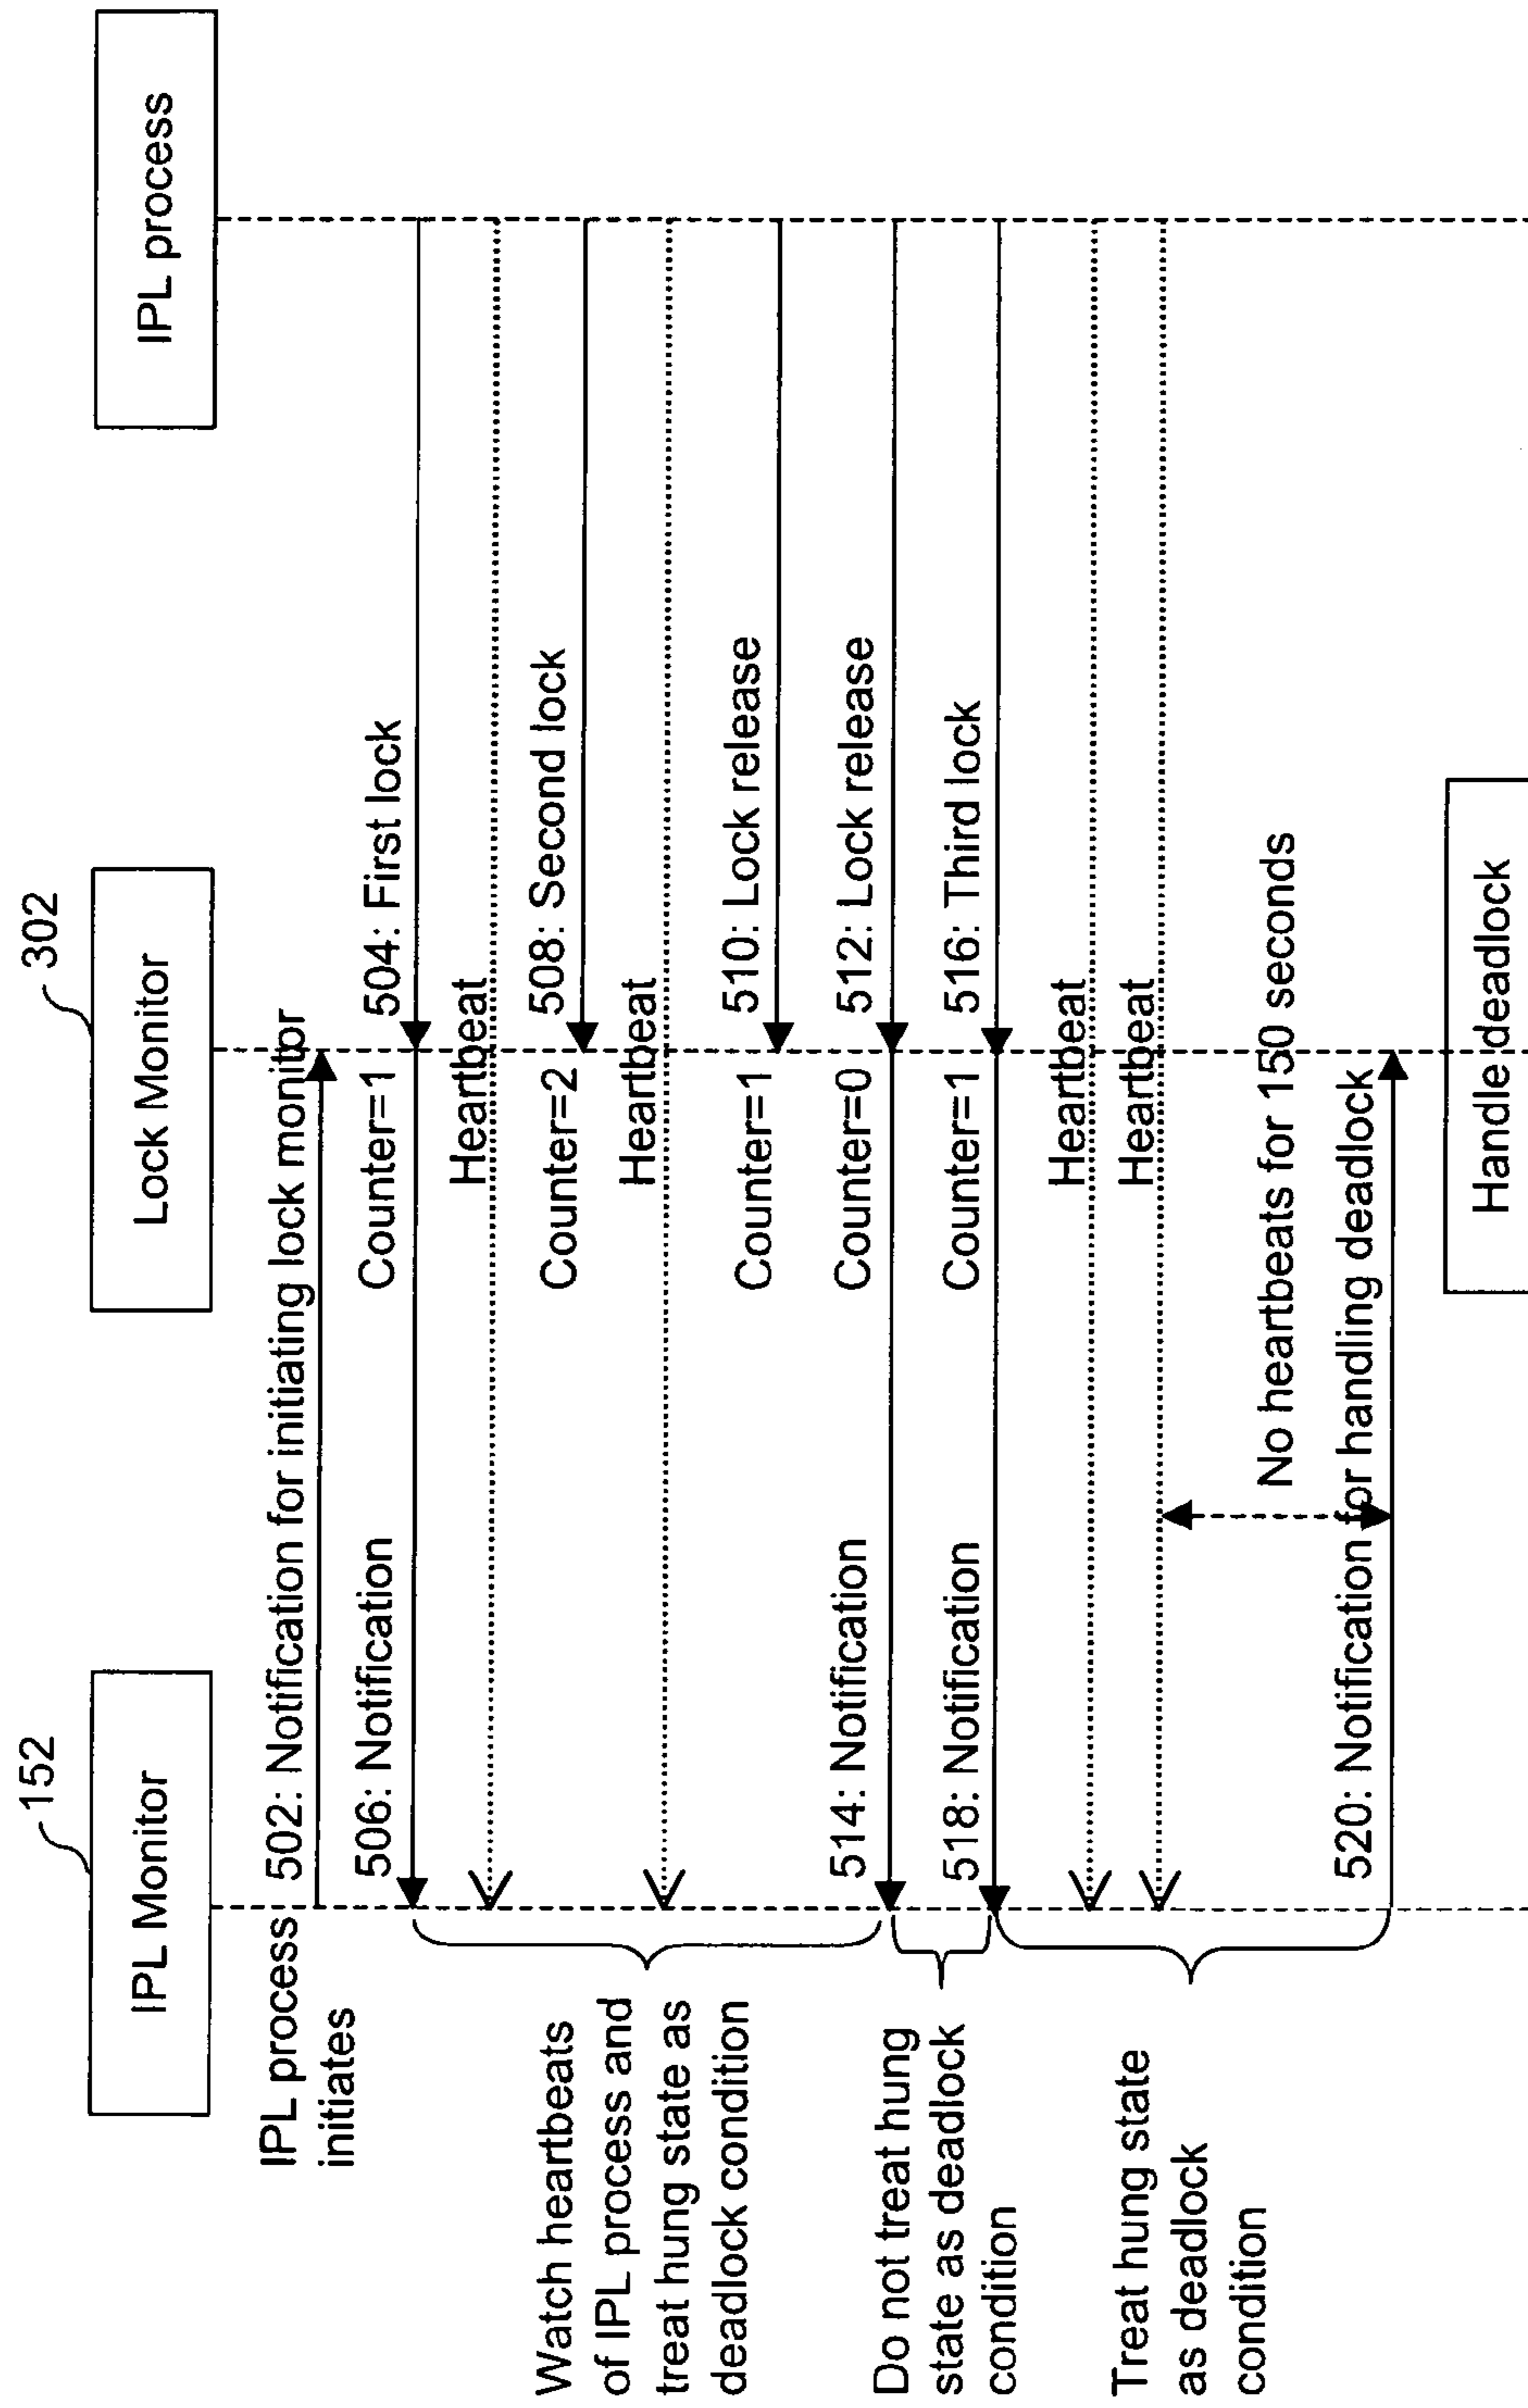 152
302
IPL Monitor
Lock Monitor
IPL process
IPL process
initiates
502: Notification for initiating lock monitor
506: Notification
Counter=1
504: First lock
Heartbeat
Counter=2
508: Second lock
Heartbeat
Watch heartbeats
of IPL process and
treat hung state as
deadlock condition
Counter=1
510: Lock release
514: Notification
Counter=0
512: Lock release
518: Notification
Counter=1
516: Third lock
Do not treat hung
state as deadlock
condition
Heartbeat
Heartbeat
Treat hung state
as deadlock
condition
No heartbeats for 150 seconds
520: Notification for handling deadlock
Handle deadlock